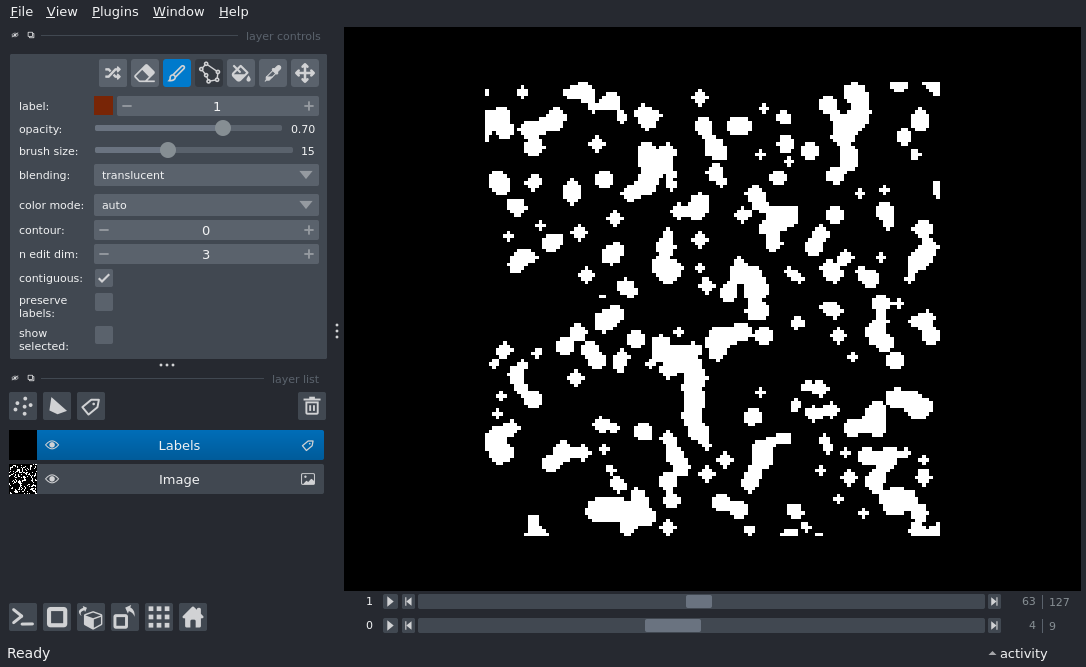 File View Plugins Window Help
layer controls
label: 1
opacity: 0.70
brush size: 15
blending: translucent
color mode: auto
contour: 0
n edit dim: 3
contiguous:
preserve
labels:
show
selected:
layer list
Labels
Image
1 63 127
0 4 9
Ready activity